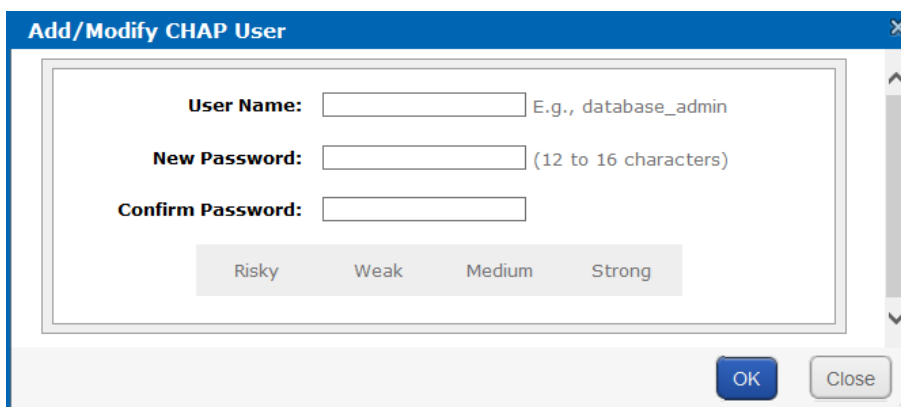 Add/Modify CHAP User
User Name: E.g., database_admin
New Password: (12 to 16 characters)
Confirm Password:
Risky Weak Medium Strong
OK Close